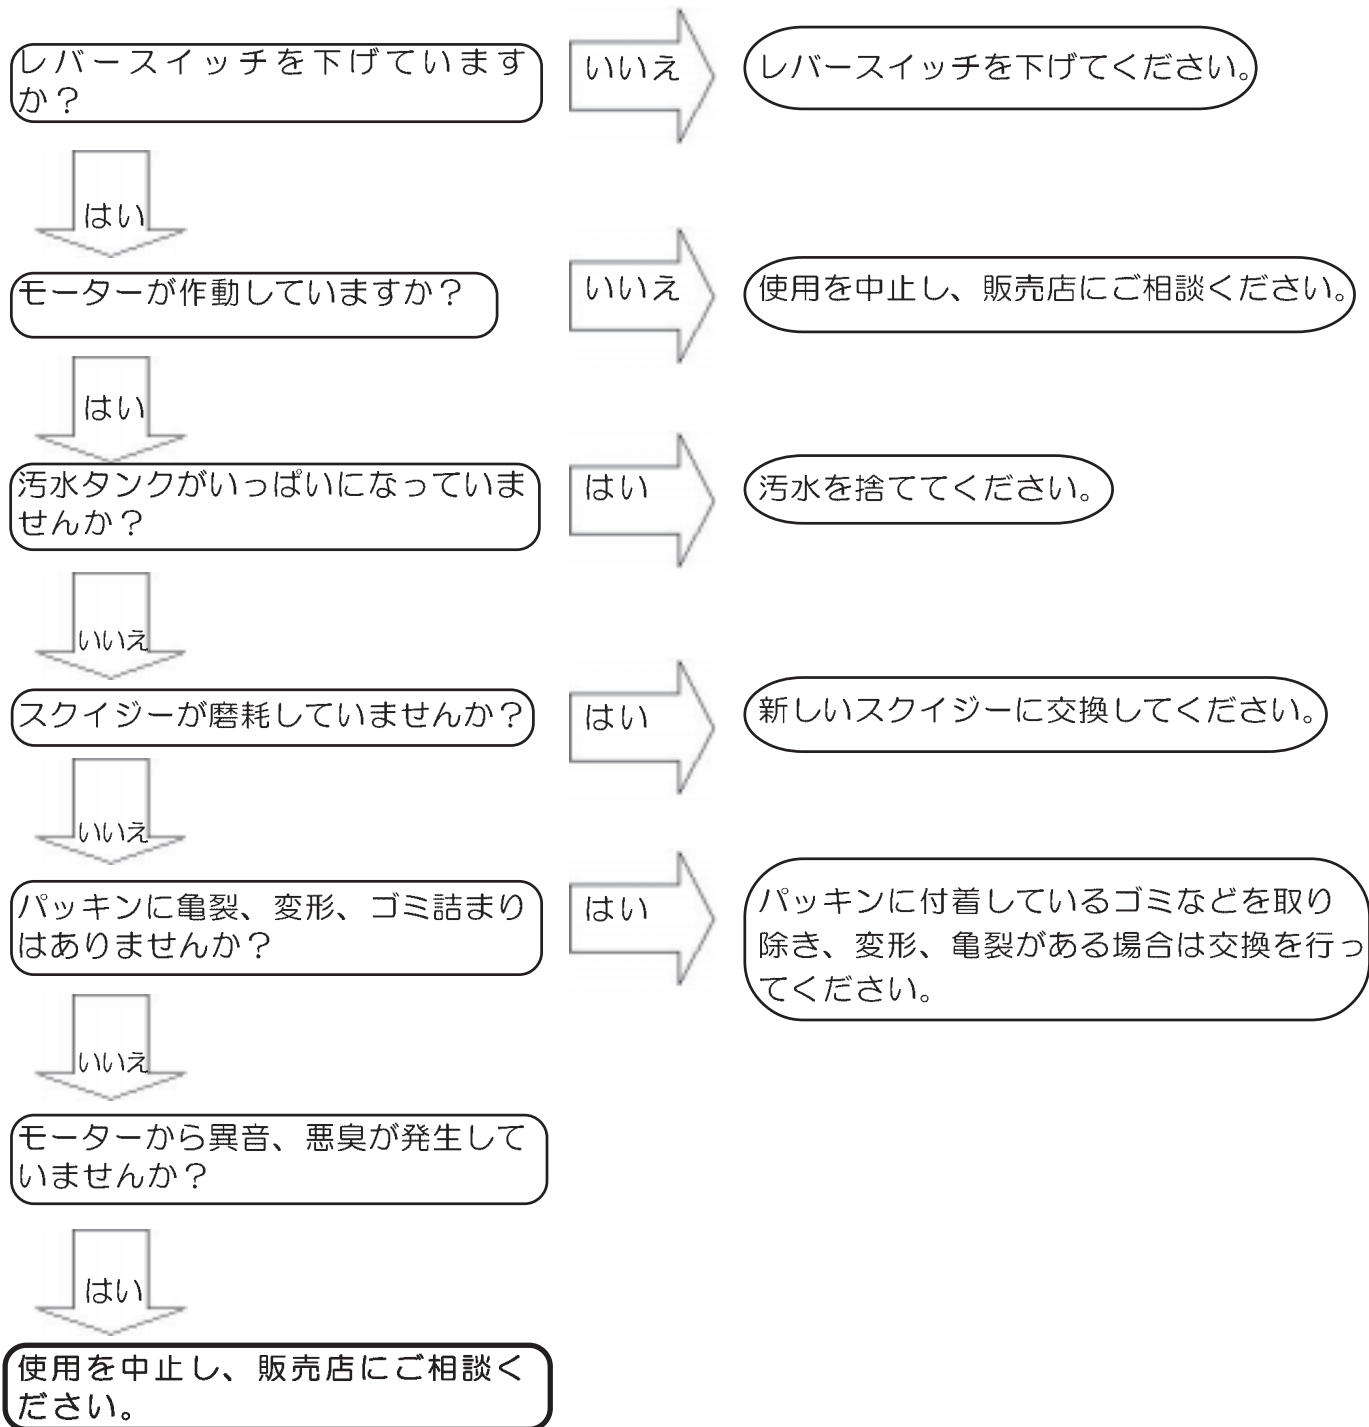 レバースイッチを下げています
か？
いいえ
レバースイッチを下げてください。
はい
モーターが作動していますか？
いいえ
使用を中止し、販売店にご相談ください。
はい
汚水タンクがいっぱいになっていま
せんか？
はい
汚水を捨ててください。
いいえ
スクイジーが磨耗していませんか？
はい
新しいスクイジーに交換してください。
いいえ
パッキンに亀裂、変形、ゴミ詰まり
はありませんか？
はい
パッキンに付着しているゴミなどを取り
除き、変形、亀裂がある場合は交換を行っ
てください。
いいえ
モーターから異音、悪臭が発生して
いませんか？
はい
使用を中止し、販売店にご相談く
ださい。